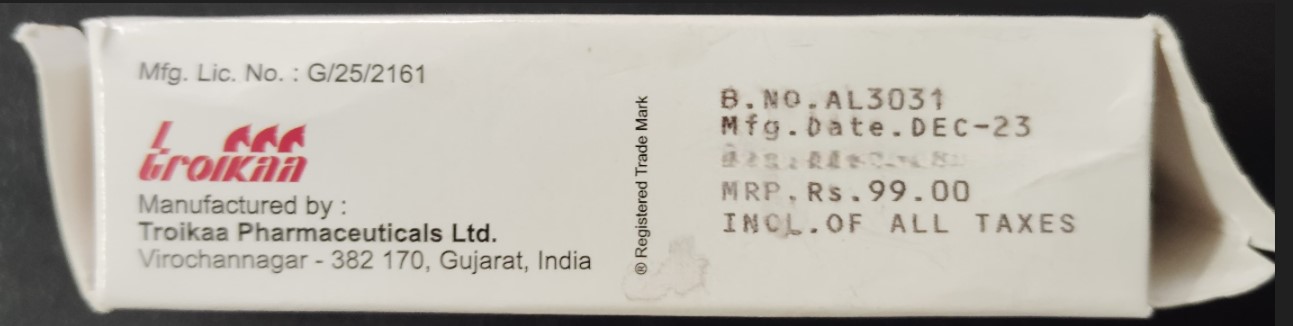 Mfg. Lic. No. : G/25/2161
troikaa
Manufactured by :
Troikaa Pharmaceuticals Ltd.
Virochannagar - 382 170, Gujarat, India
® Registered Trade Mark
B.NO.AL3031
Mfg.Date.DEC-23
MRP.Rs.99.00
INCL.OF ALL TAXES